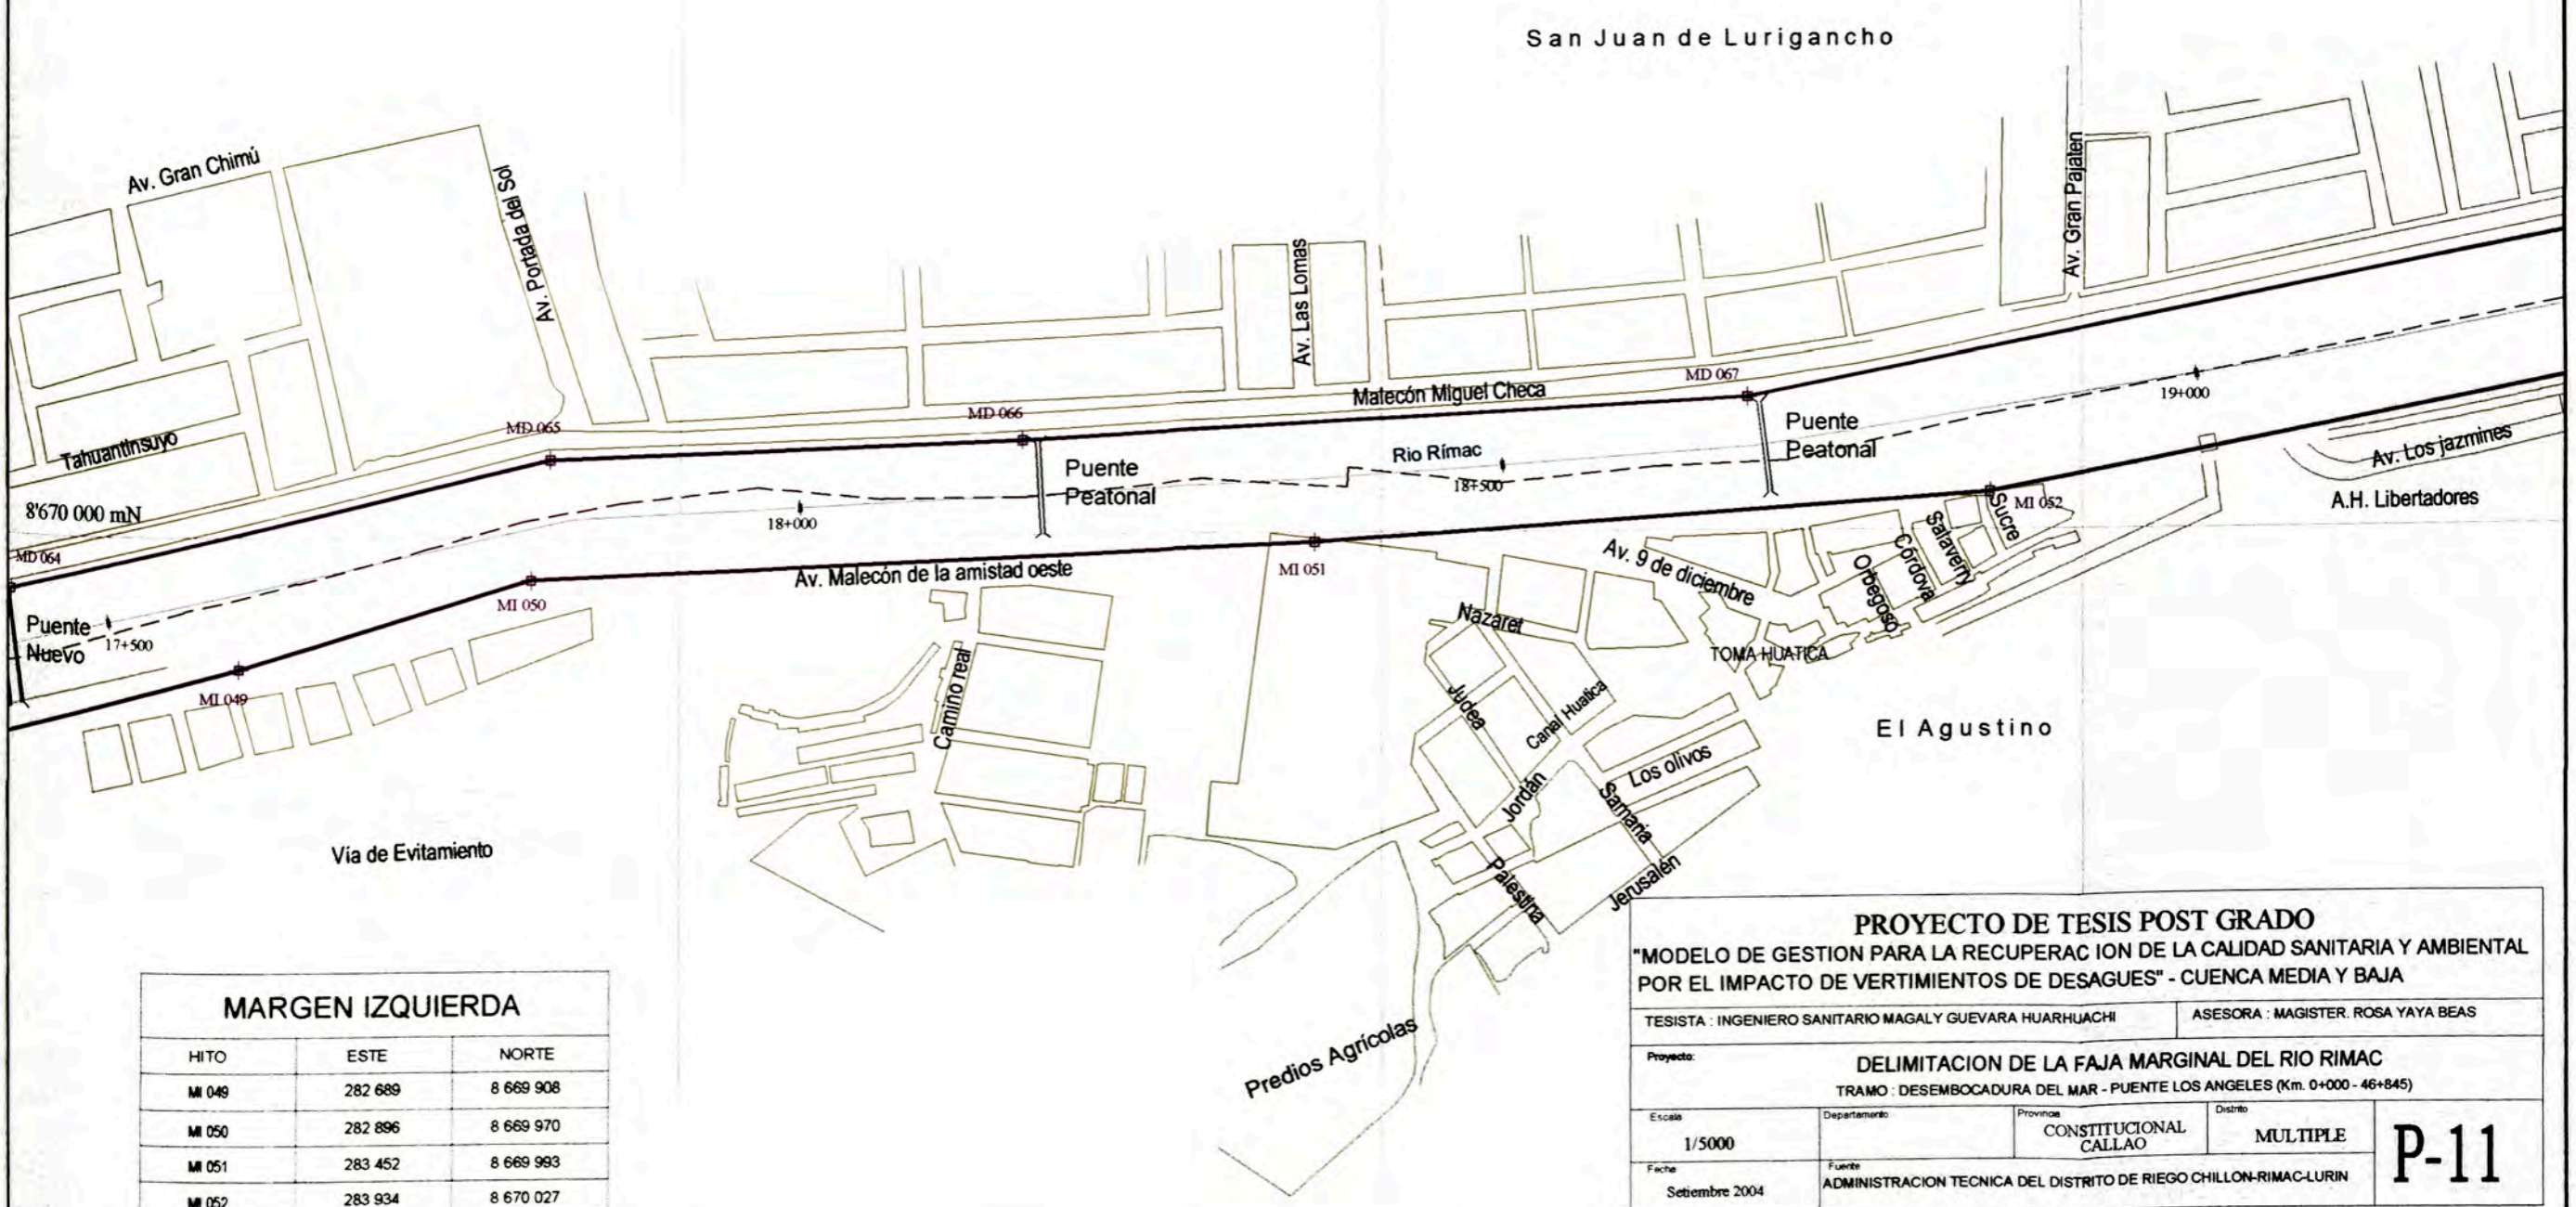 San Juan de Lurigancho
Av. Gran Chimú
Av. Portada del Sol
Av. Las Lomas
Av. Gran Pajaten
Tahuantinsuyo
8'670 000 mN
MD 064
MD 065
MD 066
MD 067
Malecón Miguel Checa
Rio Rímac
Puente
Peatonal
Puente
Peatonal
Puente
Nuevo
17+500
18+000
18+500
19+000
MI 049
MI 050
MI 051
MI 052
Av. Malecón de la amistad oeste
Av. Los jazmines
A.H. Libertadores
Av. 9 de diciembre
Sucre
Salaverry
Córdova
Orbegoso
Nazaret
TOMA HUATICA
Camino real
Judea
Canal Huatica
El Agustino
Los olivos
Jordán
Samaria
Palestina
Jerusalén
Vía de Evitamiento
Predios Agrícolas
MARGEN IZQUIERDA
HITO ESTE NORTE
MI 049 282 689 8 669 908
MI 050 282 896 8 669 970
MI 051 283 452 8 669 993
MI 052 283 934 8 670 027
PROYECTO DE TESIS POST GRADO
"MODELO DE GESTION PARA LA RECUPERAC ION DE LA CALIDAD SANITARIA Y AMBIENTAL
POR EL IMPACTO DE VERTIMIENTOS DE DESAGUES" - CUENCA MEDIA Y BAJA
TESISTA : INGENIERO SANITARIO MAGALY GUEVARA HUARHUACHI ASESORA : MAGISTER. ROSA YAYA BEAS
Proyecto:
DELIMITACION DE LA FAJA MARGINAL DEL RIO RIMAC
TRAMO : DESEMBOCADURA DEL MAR - PUENTE LOS ANGELES (Km. 0+000 - 46+845)
Escala
1/5000
Departamento
Provincia
CONSTITUCIONAL
CALLAO
Distrito
MULTIPLE
P-11
Fecha
Setiembre 2004
Fuente
ADMINISTRACION TECNICA DEL DISTRITO DE RIEGO CHILLON-RIMAC-LURIN